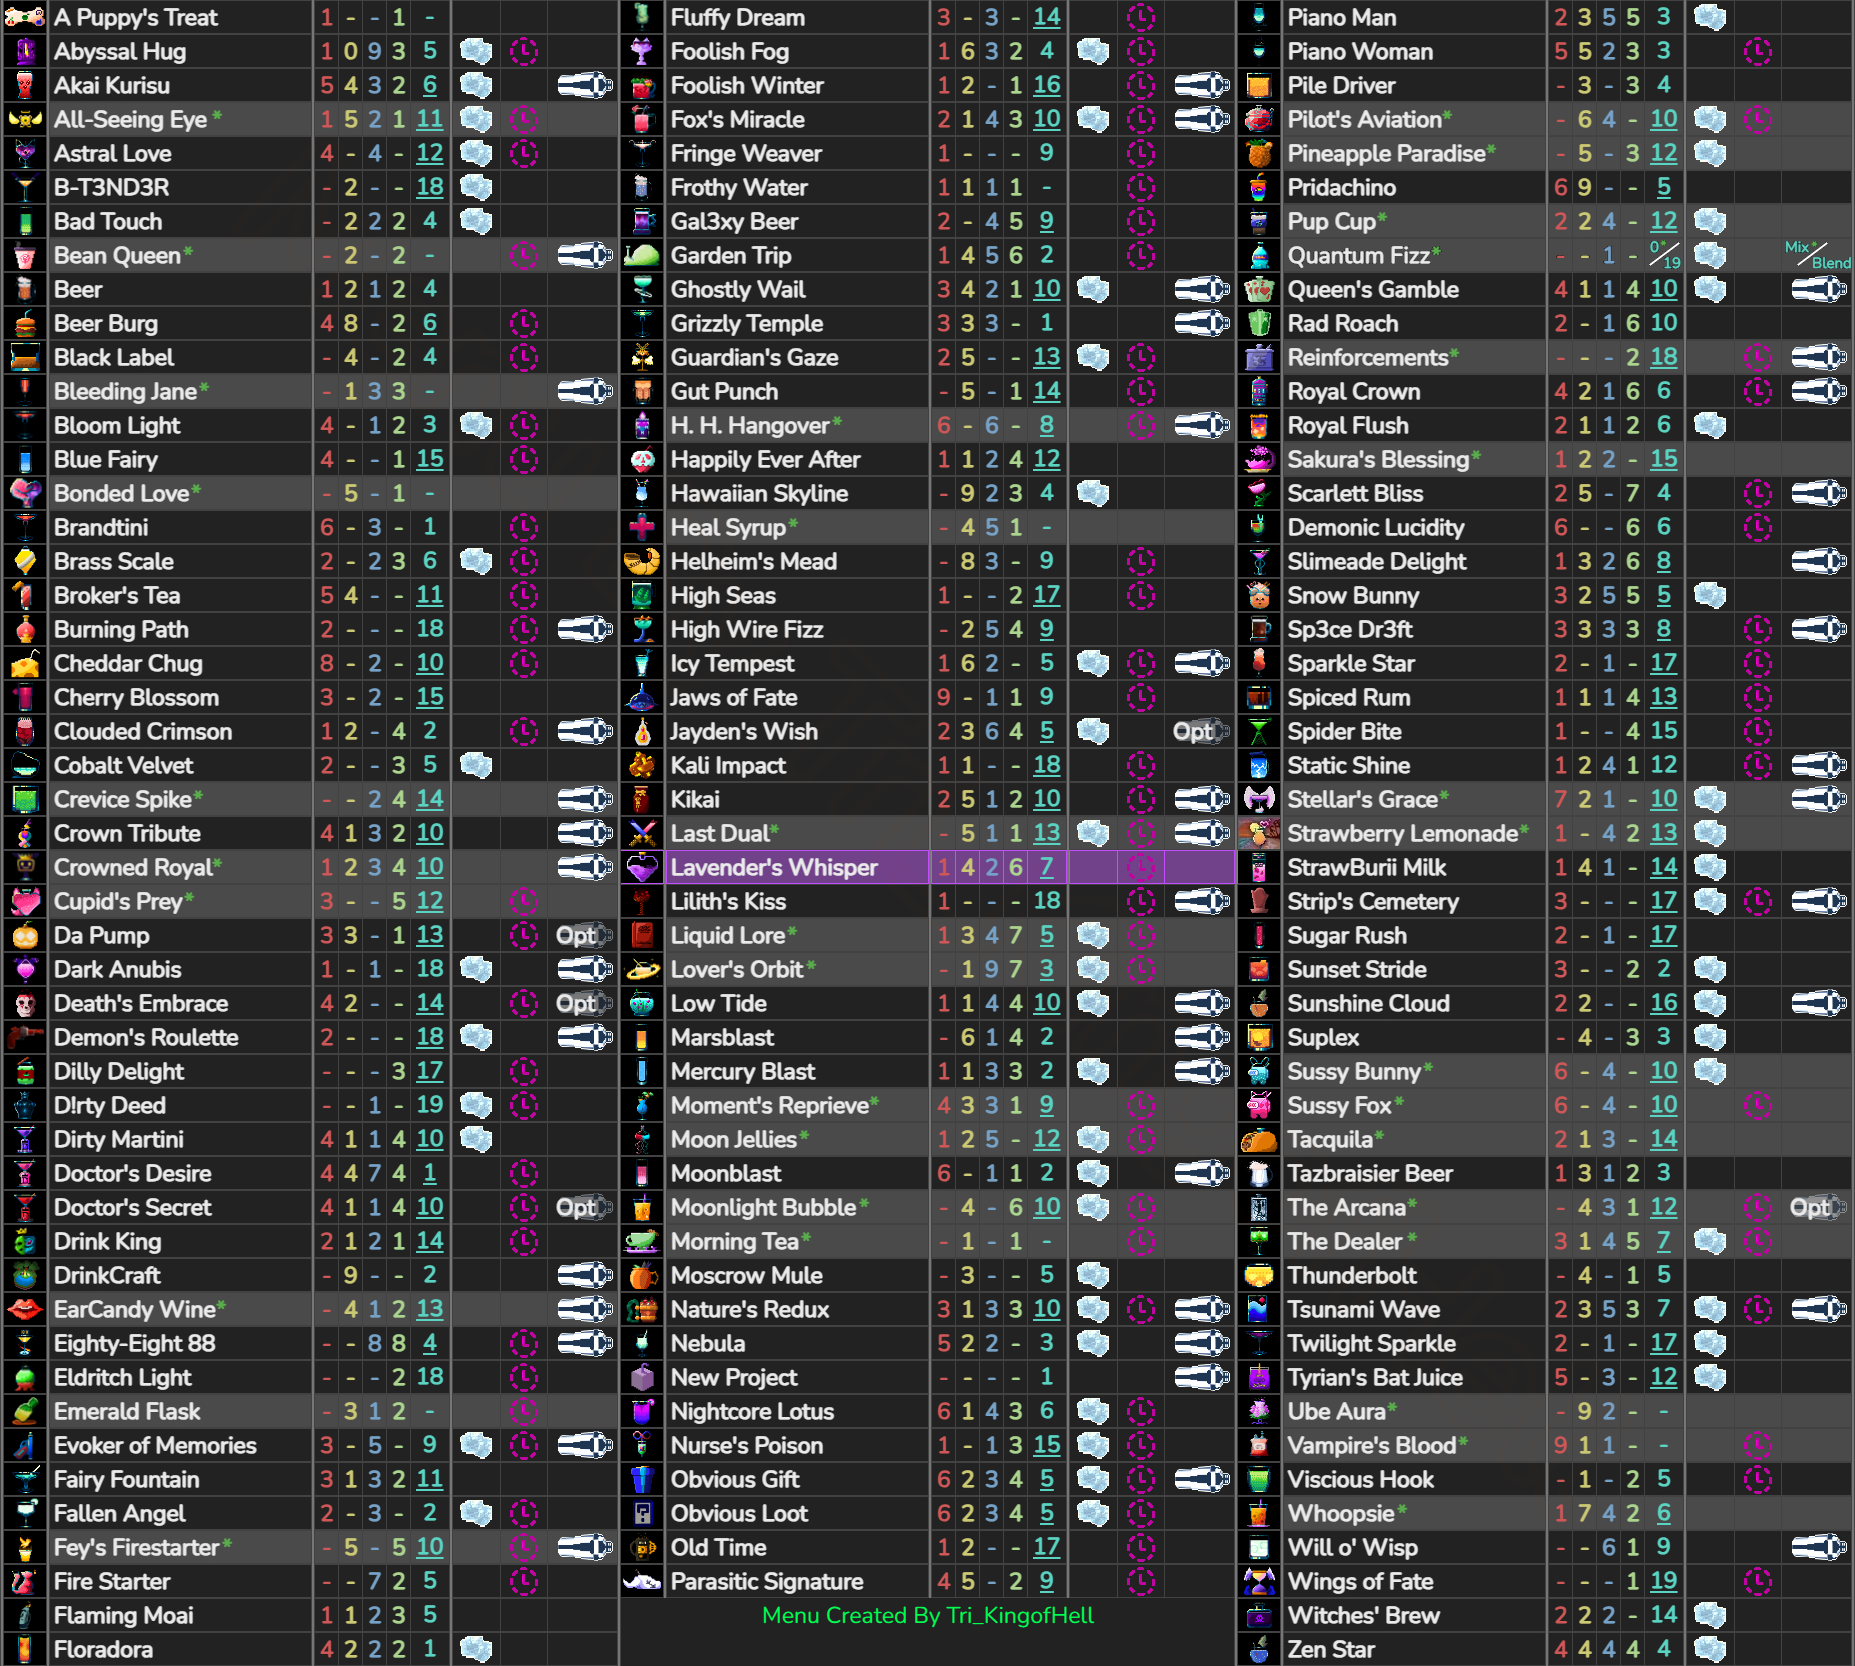 A Puppy's Treat 1 - - 1 -
Abyssal Hug 1 0 9 3 5
Akai Kurisu 5 4 3 2 6
All-Seeing Eye * 1 5 2 1 11
Astral Love 4 - 4 - 12
B-T3ND3R - 2 - - 18
Bad Touch - 2 2 2 4
Bean Queen* - 2 - 2 -
Beer 1 2 1 2 4
Beer Burg 4 8 - 2 6
Black Label - 4 - 2 4
Bleeding Jane* - 1 3 3 -
Bloom Light 4 - 1 2 3
Blue Fairy 4 - - 1 15
Bonded Love* - 5 - 1 -
Brandtini 6 - 3 - 1
Brass Scale 2 - 2 3 6
Broker's Tea 5 4 - - 11
Burning Path 2 - - - 18
Cheddar Chug 8 - 2 - 10
Cherry Blossom 3 - 2 - 15
Clouded Crimson 1 2 - 4 2
Cobalt Velvet 2 - - 3 5
Crevice Spike* - - 2 4 14
Crown Tribute 4 1 3 2 10
Crowned Royal* 1 2 3 4 10
Cupid's Prey* 3 - - 5 12
Da Pump 3 3 - 1 13 Opt
Dark Anubis 1 - 1 - 18
Death's Embrace 4 2 - - 14 Opt
Demon's Roulette 2 - - - 18
Dilly Delight - - - 3 17
D!rty Deed - - 1 - 19
Dirty Martini 4 1 1 4 10
Doctor's Desire 4 4 7 4 1
Doctor's Secret 4 1 1 4 10 Opt
Drink King 2 1 2 1 14
DrinkCraft - 9 - - 2
EarCandy Wine* - 4 1 2 13
Eighty-Eight 88 - - 8 8 4
Eldritch Light - - - 2 18
Emerald Flask - 3 1 2 -
Evoker of Memories 3 - 5 - 9
Fairy Fountain 3 1 3 2 11
Fallen Angel 2 - 3 - 2
Fey's Firestarter* - 5 - 5 10
Fire Starter - - 7 2 5
Flaming Moai 1 1 2 3 5
Floradora 4 2 2 2 1
Fluffy Dream 3 - 3 - 14
Foolish Fog 1 6 3 2 4
Foolish Winter 1 2 - 1 16
Fox's Miracle 2 1 4 3 10
Fringe Weaver 1 - - - 9
Frothy Water 1 1 1 1 -
Gal3xy Beer 2 - 4 5 9
Garden Trip 1 4 5 6 2
Ghostly Wail 3 4 2 1 10
Grizzly Temple 3 3 3 - 1
Guardian's Gaze 2 5 - - 13
Gut Punch - 5 - 1 14
H. H. Hangover* 6 - 6 - 8
Happily Ever After 1 1 2 4 12
Hawaiian Skyline - 9 2 3 4
Heal Syrup* - 4 5 1 -
Helheim's Mead - 8 3 - 9
High Seas 1 - - 2 17
High Wire Fizz - 2 5 4 9
Icy Tempest 1 6 2 - 5
Jaws of Fate 9 - 1 1 9
Jayden's Wish 2 3 6 4 5 Opt
Kali Impact 1 1 - - 18
Kikai 2 5 1 2 10
Last Dual* - 5 1 1 13
Lavender's Whisper 1 4 2 6 7
Lilith's Kiss 1 - - - 18
Liquid Lore* 1 3 4 7 5
Lover's Orbit* - 1 9 7 3
Low Tide 1 1 4 4 10
Marsblast - 6 1 4 2
Mercury Blast 1 1 3 3 2
Moment's Reprieve* 4 3 3 1 9
Moon Jellies* 1 2 5 - 12
Moonblast 6 - 1 1 2
Moonlight Bubble* - 4 - 6 10
Morning Tea* - 1 - 1 -
Moscrow Mule - 3 - - 5
Nature's Redux 3 1 3 3 10
Nebula 5 2 2 - 3
New Project - - - - 1
Nightcore Lotus 6 1 4 3 6
Nurse's Poison 1 - 1 3 15
Obvious Gift 6 2 3 4 5
Obvious Loot 6 2 3 4 5
Old Time 1 2 - - 17
Parasitic Signature 4 5 - 2 9
Menu Created By Tri_KingofHell
Piano Man 2 3 5 5 3
Piano Woman 5 5 2 3 3
Pile Driver - 3 - 3 4
Pilot's Aviation* - 6 4 - 10
Pineapple Paradise* - 5 - 3 12
Pridachino 6 9 - - 5
Pup Cup* 2 2 4 - 12
Quantum Fizz* - - 1 - 0*/19 Mix*/Blend
Queen's Gamble 4 1 1 4 10
Rad Roach 2 - 1 6 10
Reinforcements* - - - 2 18
Royal Crown 4 2 1 6 6
Royal Flush 2 1 1 2 6
Sakura's Blessing* 1 2 2 - 15
Scarlett Bliss 2 5 - 7 4
Demonic Lucidity 6 - - 6 6
Slimeade Delight 1 3 2 6 8
Snow Bunny 3 2 5 5 5
Sp3ce Dr3ft 3 3 3 3 8
Sparkle Star 2 - 1 - 17
Spiced Rum 1 1 1 4 13
Spider Bite 1 - - 4 15
Static Shine 1 2 4 1 12
Stellar's Grace* 7 2 1 - 10
Strawberry Lemonade* 1 - 4 2 13
StrawBurii Milk 1 4 1 - 14
Strip's Cemetery 3 - - - 17
Sugar Rush 2 - 1 - 17
Sunset Stride 3 - - 2 2
Sunshine Cloud 2 2 - - 16
Suplex - 4 - 3 3
Sussy Bunny* 6 - 4 - 10
Sussy Fox* 6 - 4 - 10
Tacquila* 2 1 3 - 14
Tazbraisier Beer 1 3 1 2 3
The Arcana* - 4 3 1 12 Opt
The Dealer* 3 1 4 5 7
Thunderbolt - 4 - 1 5
Tsunami Wave 2 3 5 3 7
Twilight Sparkle 2 - 1 - 17
Tyrian's Bat Juice 5 - 3 - 12
Ube Aura* - 9 2 - -
Vampire's Blood* 9 1 1 - -
Viscious Hook - 1 - 2 5
Whoopsie* 1 7 4 2 6
Will o' Wisp - - 6 1 9
Wings of Fate - - - 1 19
Witches' Brew 2 2 2 - 14
Zen Star 4 4 4 4 4